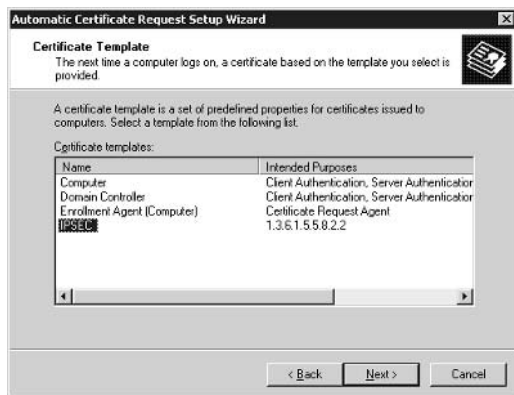 Automatic Certificate Request Setup Wizard
Certificate Template
The next time a computer logs on, a certificate based on the template you select is
provided.
A certificate template is a set of predefined properties for certificates issued to
computers. Select a template from the following list.
Certificate templates:
Name Intended Purposes
Computer Client Authentication, Server Authentication
Domain Controller Client Authentication, Server Authentication
Enrollment Agent (Computer) Certificate Request Agent
IPSEC 1.3.6.1.5.5.8.2.2
< Back Next > Cancel